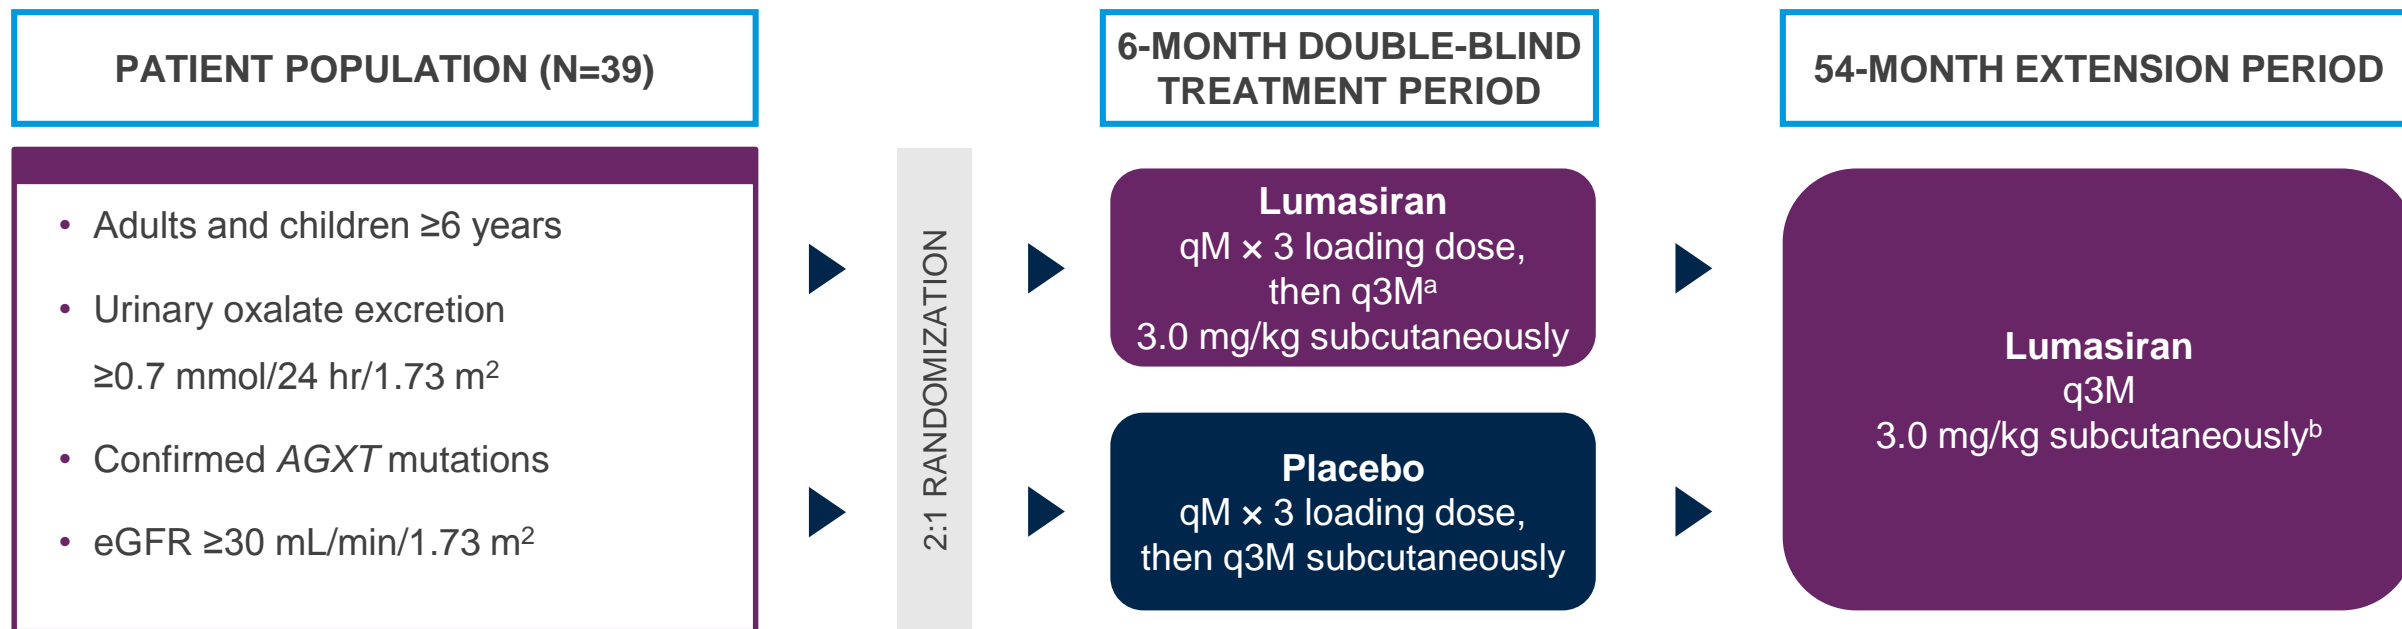 PATIENT POPULATION (N=39)
• Adults and children ≥6 years
• Urinary oxalate excretion
≥0.7 mmol/24 hr/1.73 m²
• Confirmed AGXT mutations
• eGFR ≥30 mL/min/1.73 m²
2:1 RANDOMIZATION
6-MONTH DOUBLE-BLIND
TREATMENT PERIOD
Lumasiran
qM × 3 loading dose,
then q3Mᵃ
3.0 mg/kg subcutaneously
Placebo
qM × 3 loading dose,
then q3M subcutaneously
54-MONTH EXTENSION PERIOD
Lumasiran
q3M
3.0 mg/kg subcutaneouslyᵇ